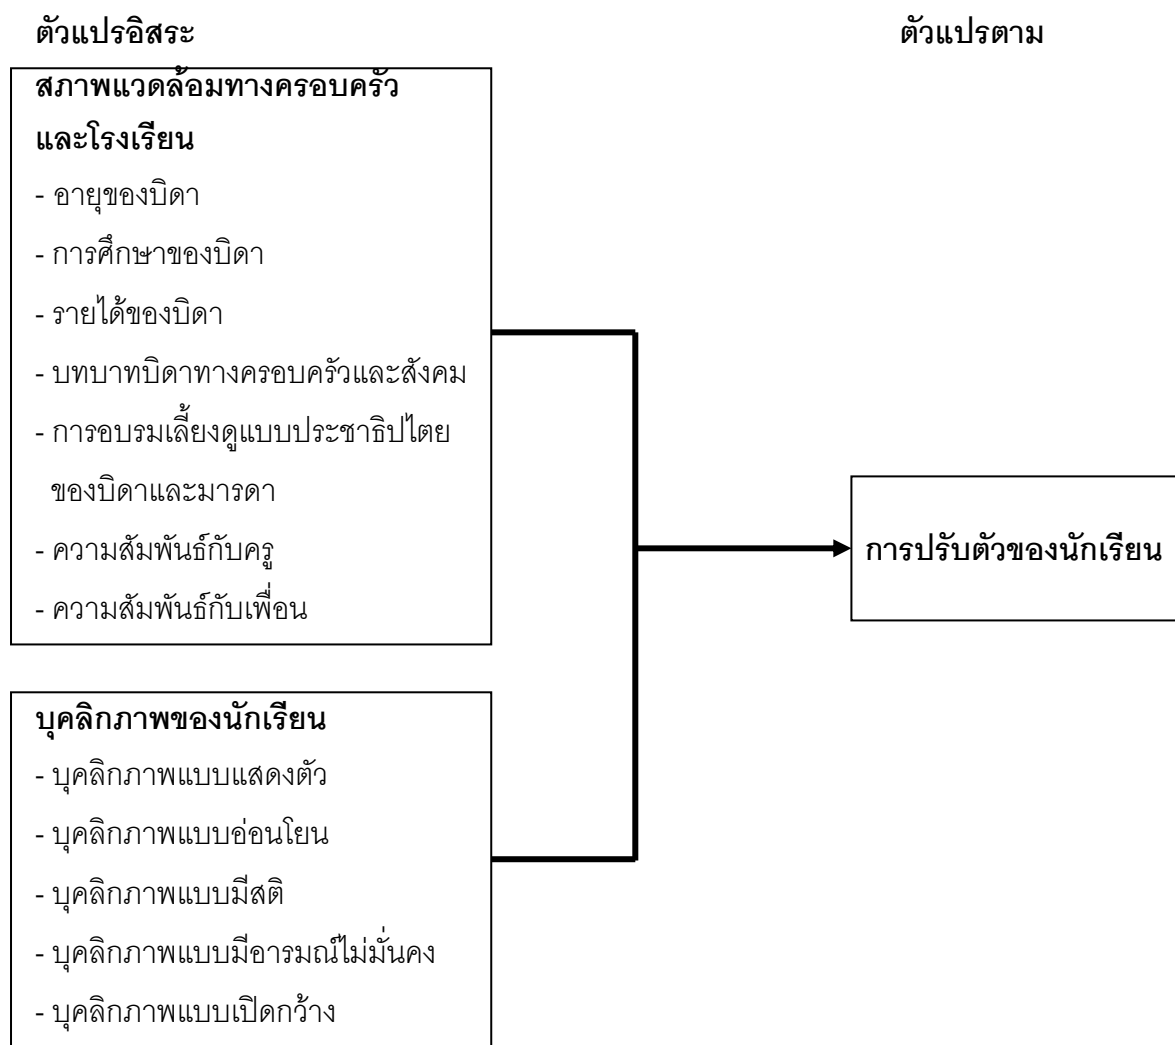 ตัวแปรอิสระ
ตัวแปรตาม
สภาพแวดล้อมทางครอบครัว
และโรงเรียน
- อายุของบิดา
- การศึกษาของบิดา
- รายได้ของบิดา
- บทบาทบิดาทางครอบครัวและสังคม
- การอบรมเลี้ยงดูแบบประชาธิปไตย
ของบิดาและมารดา
- ความสัมพันธ์กับครู
- ความสัมพันธ์กับเพื่อน
การปรับตัวของนักเรียน
บุคลิกภาพของนักเรียน
- บุคลิกภาพแบบแสดงตัว
- บุคลิกภาพแบบอ่อนโยน
- บุคลิกภาพแบบมีสติ
- บุคลิกภาพแบบมีอารมณ์ไม่มั่นคง
- บุคลิกภาพแบบเปิดกว้าง